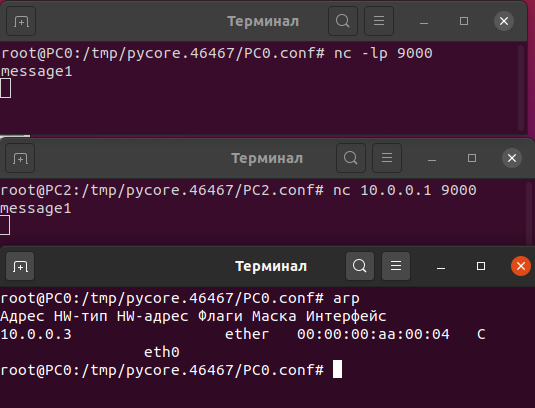 Терминал
root@PC0:/tmp/pycore.46467/PC0.conf# nc -lp 9000
message1
Терминал
root@PC2:/tmp/pycore.46467/PC2.conf# nc 10.0.0.1 9000
message1
Терминал
root@PC0:/tmp/pycore.46467/PC0.conf# arp
Адрес HW-тип HW-адрес Флаги Маска Интерфейс
10.0.0.3 ether 00:00:00:aa:00:04 C
eth0
root@PC0:/tmp/pycore.46467/PC0.conf#